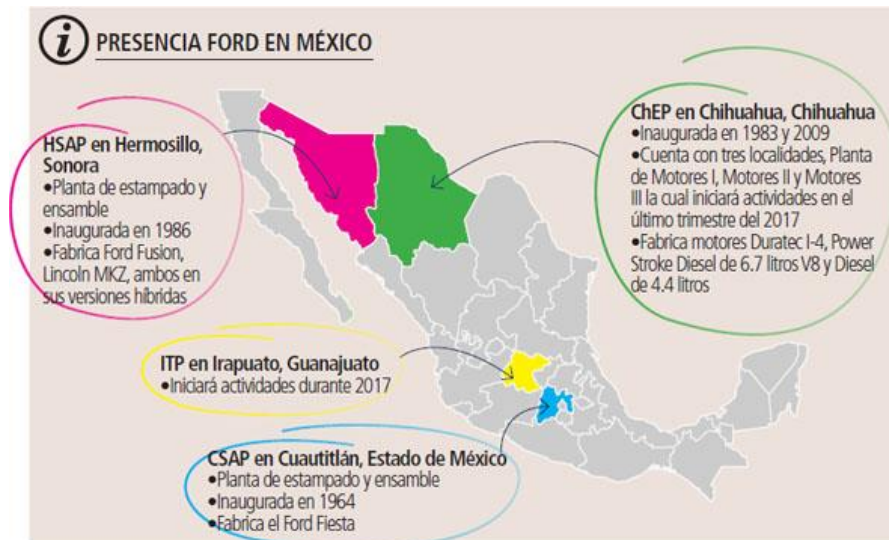 i PRESENCIA FORD EN MÉXICO
HSAP en Hermosillo,
Sonora
•Planta de estampado y
ensamble
•Inaugurada en 1986
•Fabrica Ford Fusion,
Lincoln MKZ, ambos en
sus versiones híbridas
ChEP en Chihuahua, Chihuahua
•Inaugurada en 1983 y 2009
•Cuenta con tres localidades, Planta
de Motores I, Motores II y Motores
III la cual iniciará actividades en el
último trimestre del 2017
•Fabrica motores Duratec I-4, Power
Stroke Diesel de 6.7 litros V8 y Diesel
de 4.4 litros
ITP en Irapuato, Guanajuato
•Iniciará actividades durante 2017
CSAP en Cuautitlán, Estado de México
•Planta de estampado y ensamble
•Inaugurada en 1964
•Fabrica el Ford Fiesta